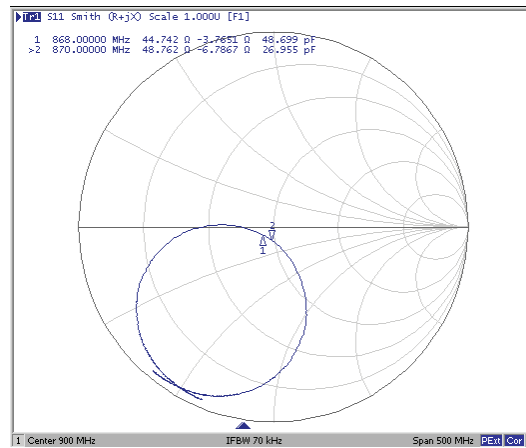 Tr1 S11 Smith (R+jX) Scale 1.000U [F1]
1 868.00000 MHz 44.742 Ω -3.7651 Ω 48.699 pF
>2 870.00000 MHz 48.762 Ω -6.7867 Ω 26.955 pF
2
1
1 Center 900 MHz IFBW 70 kHz Span 500 MHz PExt Cor